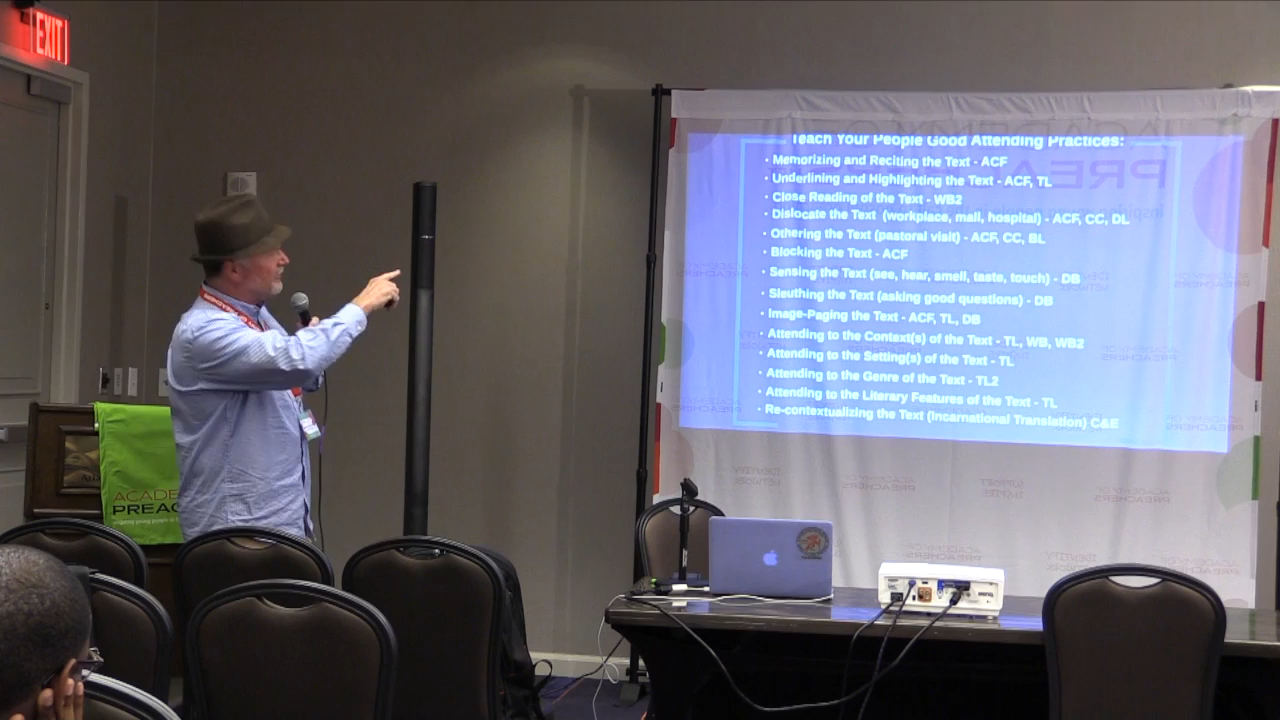 EXIT
Teach Your People Good Attending Practices:
• Memorizing and Reciting the Text - ACF
• Underlining and Highlighting the Text - ACF, TL
• Close Reading of the Text - WB2
• Dislocate the Text (workplace, mall, hospital) - ACF, CC, DL
• Othering the Text (pastoral visit) - ACF, CC, BL
• Blocking the Text - ACF
• Sensing the Text (see, hear, smell, taste, touch) - DB
• Sleuthing the Text (asking good questions) - DB
• Image-Paging the Text - ACF, TL, DB
• Attending to the Context(s) of the Text - TL, WB, WB2
• Attending to the Setting(s) of the Text - TL
• Attending to the Genre of the Text - TL2
• Attending to the Literary Features of the Text - TL
• Re-contextualizing the Text (Incarnational Translation) C&E
ACADE
PREAC